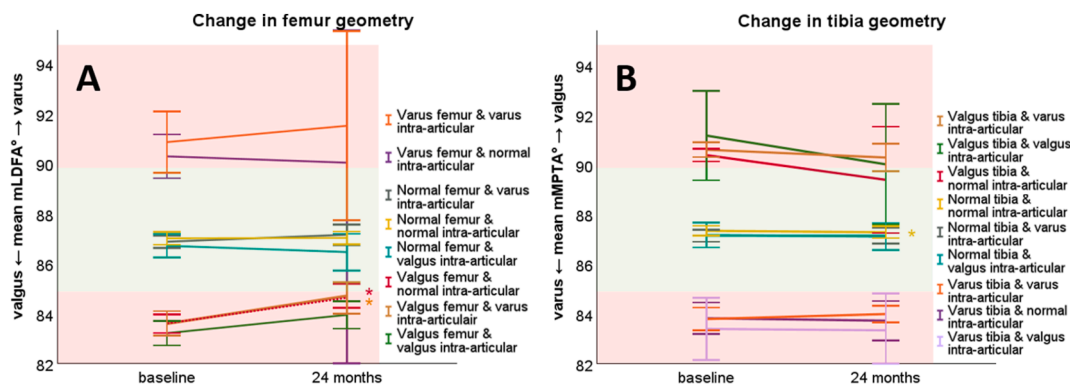 Change in femur geometry
A
valgus ← mean mLDFA° → varus
94
92
90
88
86
84
82
baseline
24 months
*
*
Varus femur & varus
intra-articular
Varus femur & normal
intra-articular
Normal femur & varus
intra-articular
Normal femur &
normal intra-articular
Normal femur &
valgus intra-articular
Valgus femur &
normal intra-articular
Valgus femur & varus
intra-articular
Valgus femur &
valgus intra-articular
Change in tibia geometry
B
varus ← mean mMPTA° → valgus
94
92
90
88
86
84
82
baseline
24 months
*
Valgus tibia & varus
intra-articular
Valgus tibia & valgus
intra-articular
Valgus tibia &
normal intra-articular
Normal tibia &
normal intra-articular
Normal tibia & varus
intra-articular
Normal tibia &
valgus intra-articular
Varus tibia & varus
intra-articular
Varus tibia & normal
intra-articular
Varus tibia & valgus
intra-articular